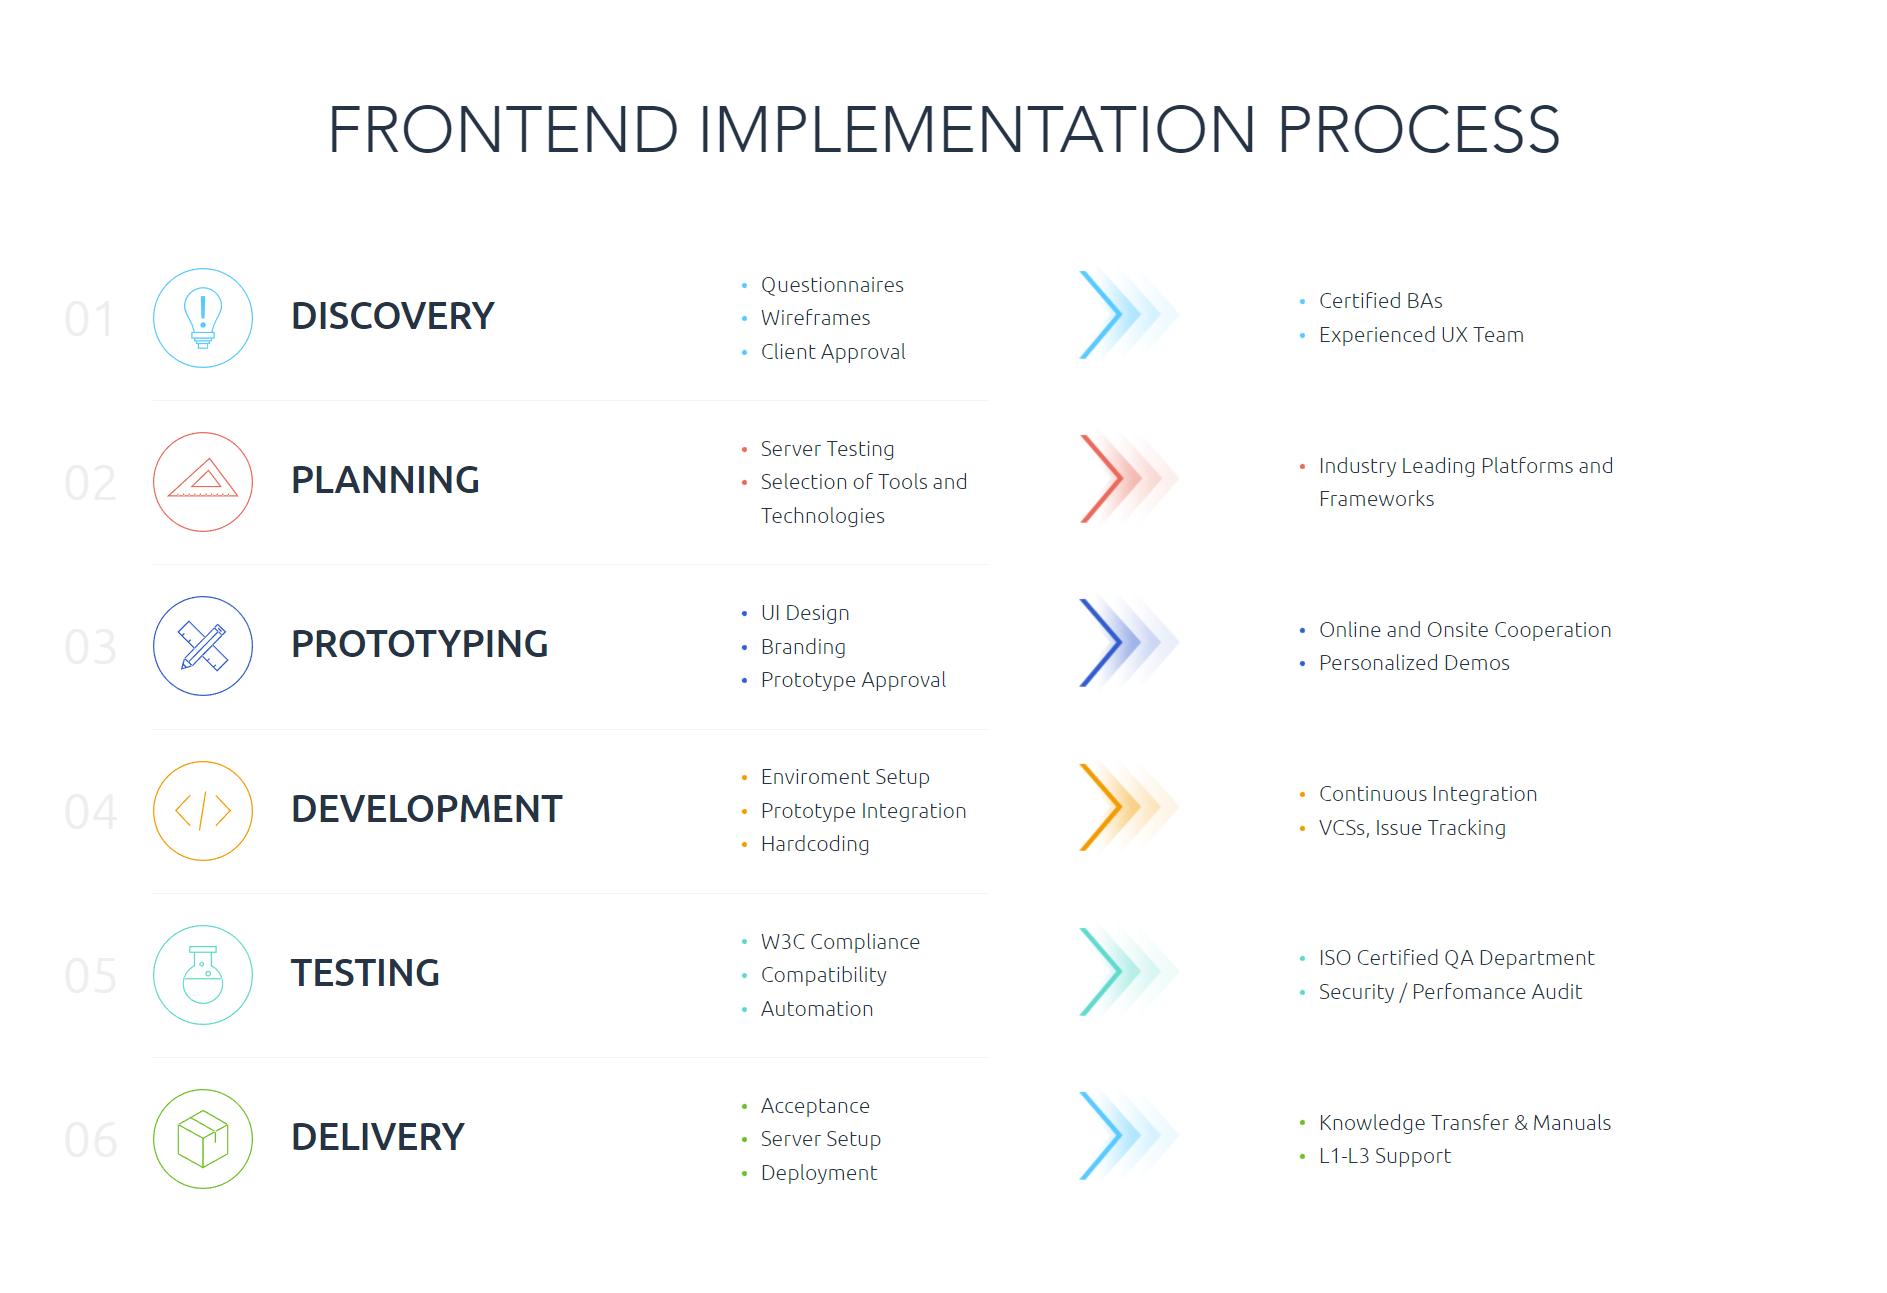 FRONTEND IMPLEMENTATION PROCESS
01
DISCOVERY
• Questionnaires
• Wireframes
• Client Approval
• Certified BAs
• Experienced UX Team
02
PLANNING
• Server Testing
• Selection of Tools and
Technologies
• Industry Leading Platforms and
Frameworks
03
PROTOTYPING
• UI Design
• Branding
• Prototype Approval
• Online and Onsite Cooperation
• Personalized Demos
04
</>
DEVELOPMENT
• Enviroment Setup
• Prototype Integration
• Hardcoding
• Continuous Integration
• VCSs, Issue Tracking
05
TESTING
• W3C Compliance
• Compatibility
• Automation
• ISO Certified QA Department
• Security / Perfomance Audit
06
DELIVERY
• Acceptance
• Server Setup
• Deployment
• Knowledge Transfer & Manuals
• L1-L3 Support